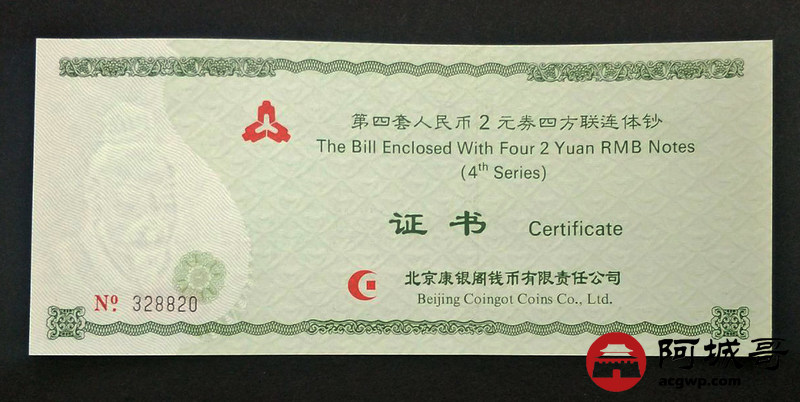 第四套人民币2元券四方联连体钞
The Bill Enclosed With Four 2 Yuan RMB Notes
(4th Series)
证书 Certificate
北京康银阁钱币有限责任公司
Beijing Coingot Coins Co., Ltd.
Nº. 328820
阿城哥
acgwp.com